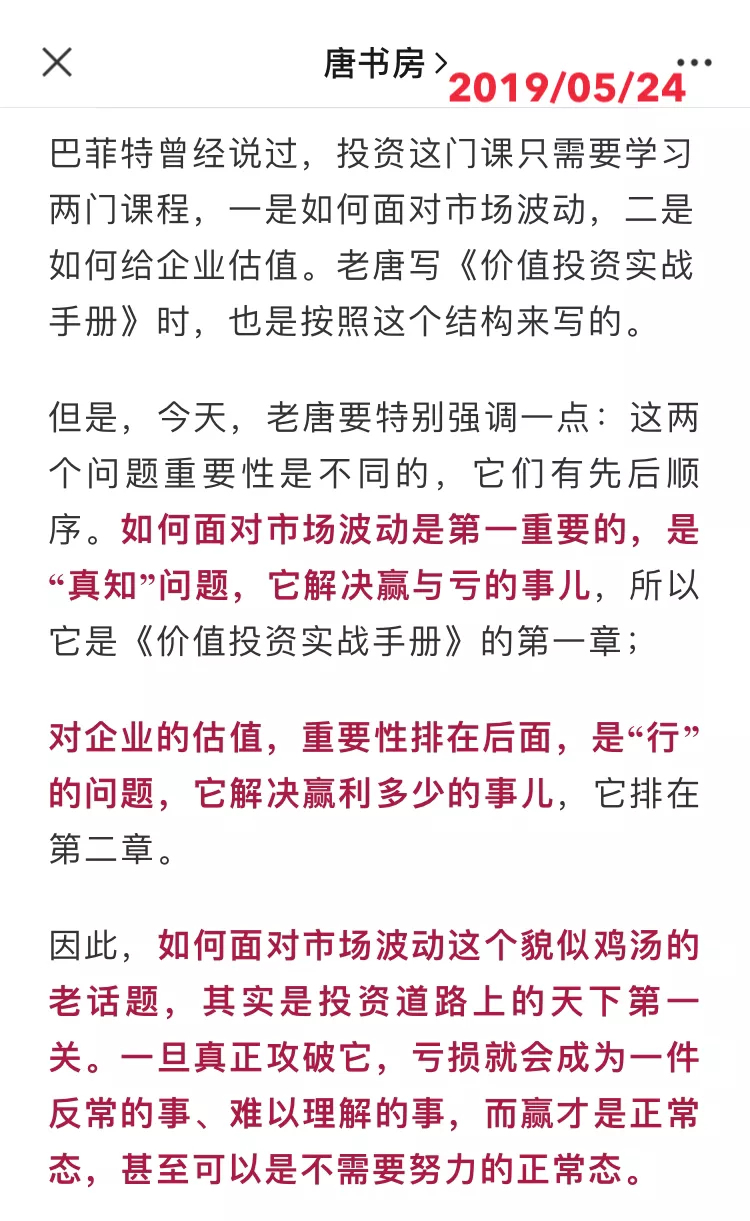 唐书房
2019/05/24
巴菲特曾经说过，投资这门课只需要学习
两门课程，一是如何面对市场波动，二是
如何给企业估值。老唐写《价值投资实战
手册》时，也是按照这个结构来写的。
但是，今天，老唐要特别强调一点：这两
个问题重要性是不同的，它们有先后顺
序。如何面对市场波动是第一重要的，是
“真知”问题，它解决赢与亏的事儿，所以
它是《价值投资实战手册》的第一章；
对企业的估值，重要性排在后面，是“行”
的问题，它解决赢利多少的事儿，它排在
第二章。
因此，如何面对市场波动这个貌似鸡汤的
老话题，其实是投资道路上的天下第一
关。一旦真正攻破它，亏损就会成为一件
反常的事、难以理解的事，而赢才是正常
态，甚至可以是不需要努力的正常态。